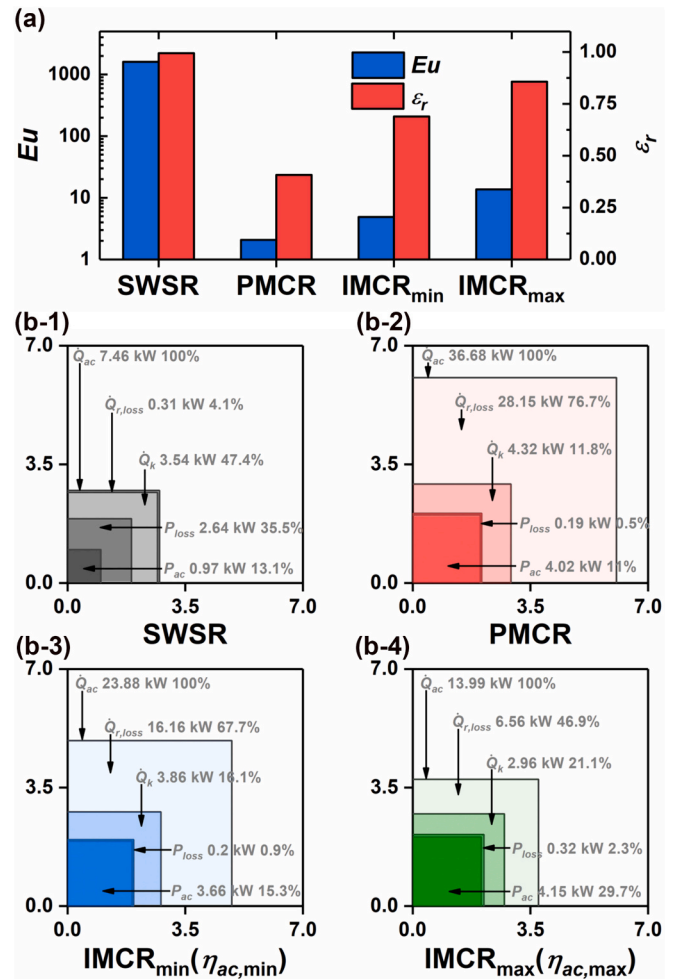 (a)
Eu
εr
1000
100
10
1
Eu
1.00
0.75
0.50
0.25
0.00
εr
SWSR PMCR IMCRmin IMCRmax
(b-1)
7.0
3.5
0.0
Q̇ac 7.46 kW 100%
Q̇r,loss 0.31 kW 4.1%
Q̇k 3.54 kW 47.4%
Ploss 2.64 kW 35.5%
Pac 0.97 kW 13.1%
0.0 3.5 7.0
SWSR
(b-2)
7.0
3.5
0.0
Q̇ac 36.68 kW 100%
Q̇r,loss 28.15 kW 76.7%
Q̇k 4.32 kW 11.8%
Ploss 0.19 kW 0.5%
Pac 4.02 kW 11%
0.0 3.5 7.0
PMCR
(b-3)
7.0
3.5
0.0
Q̇ac 23.88 kW 100%
Q̇r,loss 16.16 kW 67.7%
Q̇k 3.86 kW 16.1%
Ploss 0.2 kW 0.9%
Pac 3.66 kW 15.3%
0.0 3.5 7.0
IMCRmin(ηac,min)
(b-4)
7.0
3.5
0.0
Q̇ac 13.99 kW 100%
Q̇r,loss 6.56 kW 46.9%
Q̇k 2.96 kW 21.1%
Ploss 0.32 kW 2.3%
Pac 4.15 kW 29.7%
0.0 3.5 7.0
IMCRmax(ηac,max)